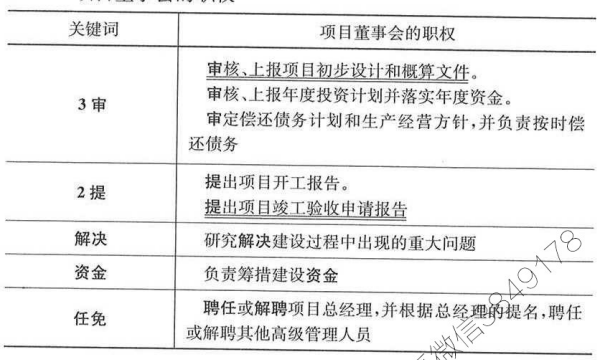 关键词 项目董事会的职权
审核、上报项目初步设计和概算文件。
审核、上报年度投资计划并落实年度资金。
3 审 审定偿还债务计划和生产经营方针,并负责按时偿
还债务
提出项目开工报告。
2 提
提出项目竣工验收申请报告
解决 研究解决建设过程中出现的重大问题
资金 负责筹措建设资金
聘任或解聘项目总经理,并根据总经理的提名,聘任
任免
或解聘其他高级管理人员
微信3849178